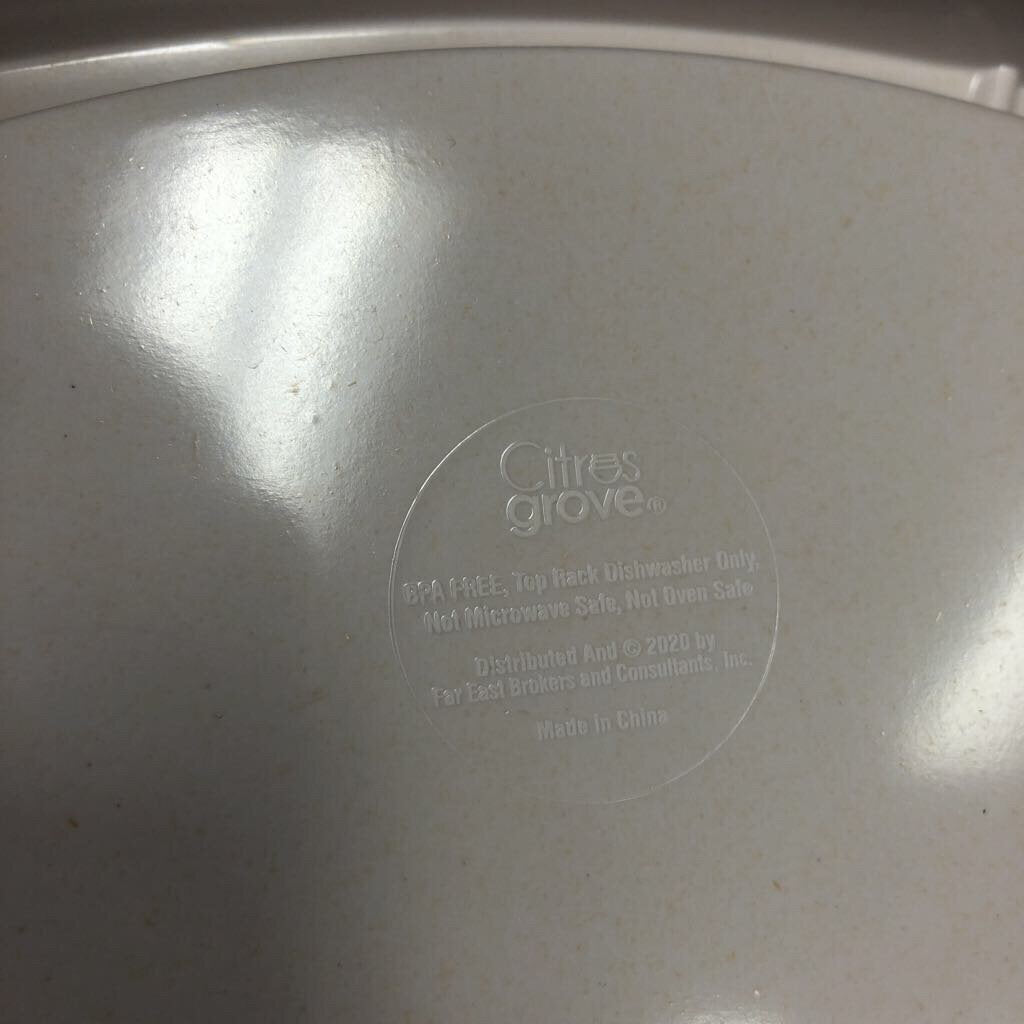 Citrus
grove®
BPA FREE, Top Rack Dishwasher Only,
Not Microwave Safe, Not Oven Safe
Distributed And © 2020 by
Far East Brokers and Consultants, Inc.
Made in China